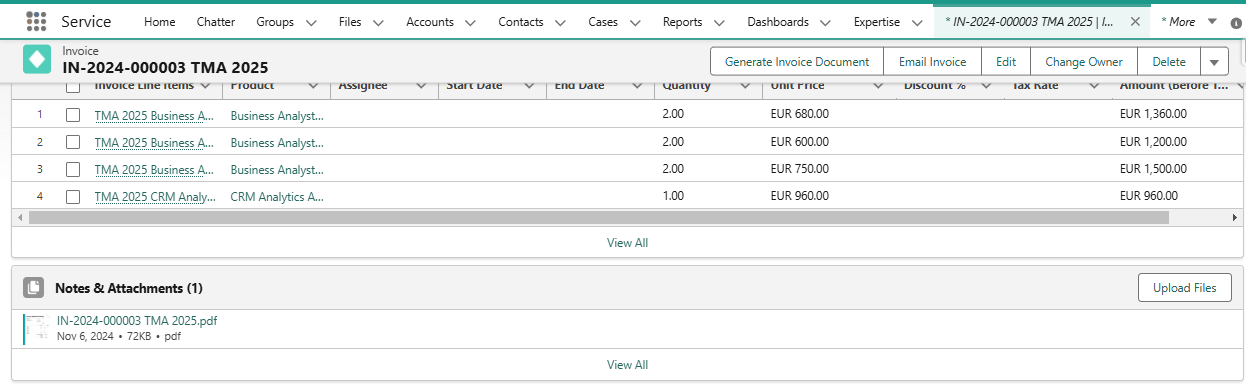 Service Home Chatter Groups Files Accounts Contacts Cases Reports Dashboards Expertise * IN-2024-000003 TMA 2025 | I... * More
Invoice
IN-2024-000003 TMA 2025
Generate Invoice Document Email Invoice Edit Change Owner Delete
Invoice Line Items Product Assignee Start Date End Date Quantity Unit Price Discount % Tax Rate Amount (Before T...
1 TMA 2025 Business A... Business Analyst... 2.00 EUR 680.00 EUR 1,360.00
2 TMA 2025 Business A... Business Analyst... 2.00 EUR 600.00 EUR 1,200.00
3 TMA 2025 Business A... Business Analyst... 2.00 EUR 750.00 EUR 1,500.00
4 TMA 2025 CRM Analy... CRM Analytics A... 1.00 EUR 960.00 EUR 960.00
View All
Notes & Attachments (1) Upload Files
IN-2024-000003 TMA 2025.pdf
Nov 6, 2024 • 72KB • pdf
View All